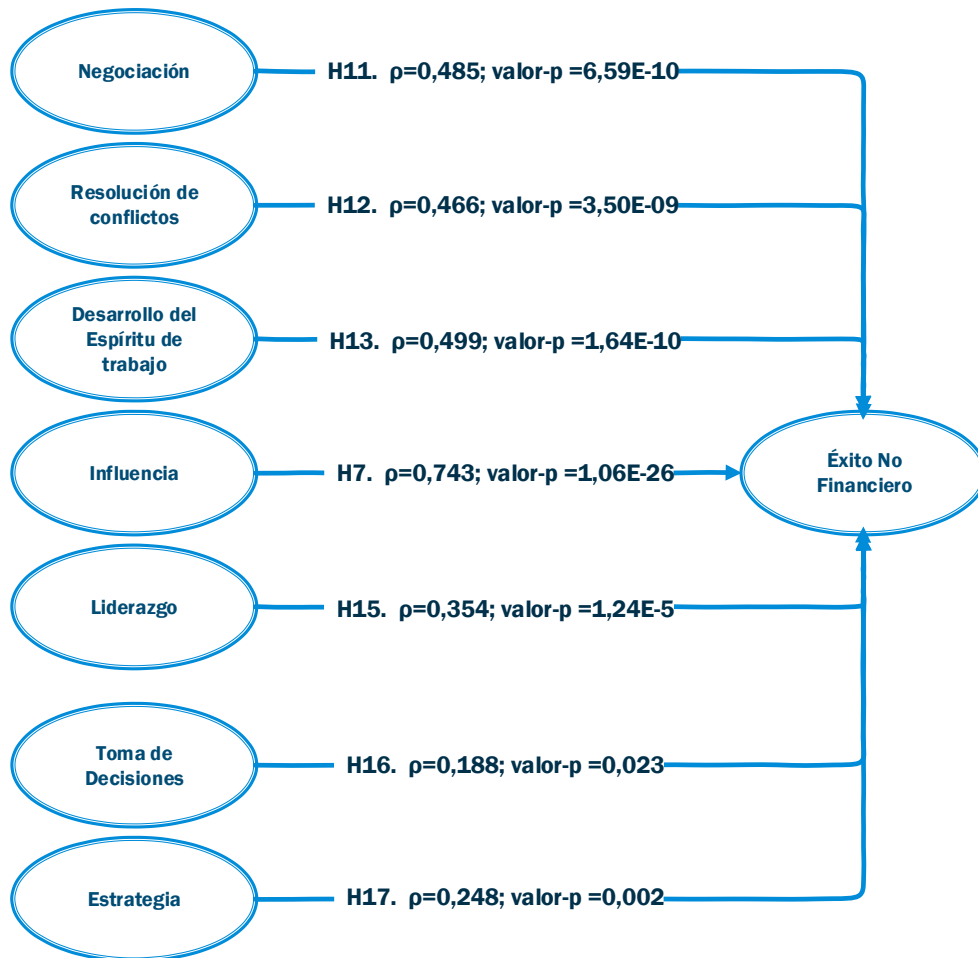 Negociación
H11. ρ=0,485; valor-p =6,59E-10
Resolución de
conflictos
H12. ρ=0,466; valor-p =3,50E-09
Desarrollo del
Espíritu de
trabajo
H13. ρ=0,499; valor-p =1,64E-10
Influencia
H7. ρ=0,743; valor-p =1,06E-26
Éxito No
Financiero
Liderazgo
H15. ρ=0,354; valor-p =1,24E-5
Toma de
Decisiones
H16. ρ=0,188; valor-p =0,023
Estrategia
H17. ρ=0,248; valor-p =0,002